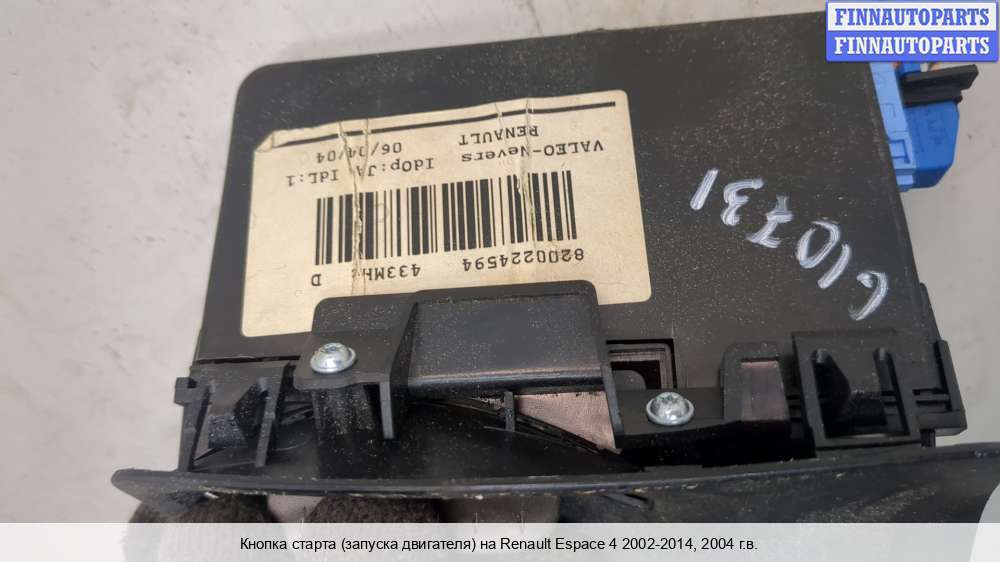 FINNAUTOPARTS
FINNAUTOPARTS
8200224594 433MHz D
IdOp:JA IdL:1
VALEO-Nevers 06/04/04
RENAULT
610731
Кнопка старта (запуска двигателя) на Renault Espace 4 2002-2014, 2004 г.в.